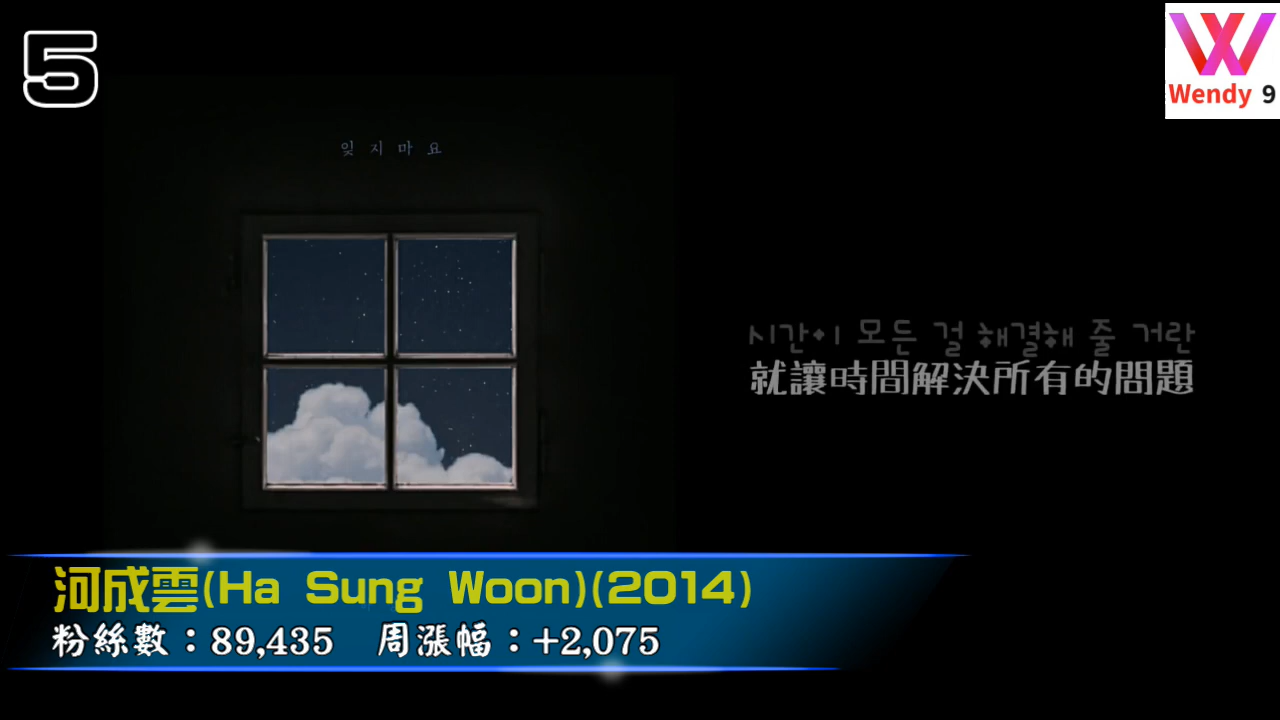 5
Wendy 9
잊지마요
시간이 모든 걸 해결해 줄 거란
就讓時間解決所有的問題
河成雲(Ha Sung Woon)(2014)
粉絲數：89,435 周漲幅：+2,075